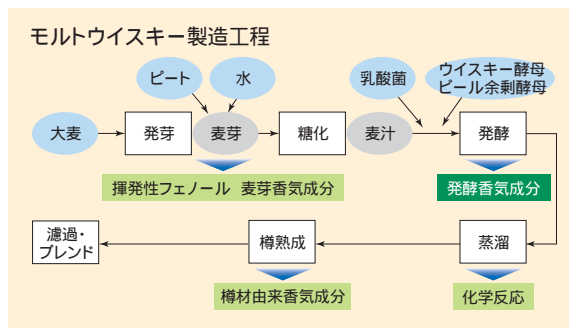 モルトウイスキー製造工程
ピート
水
乳酸菌
ウイスキー酵母
ビール余剰酵母
大麦
発芽
麦芽
糖化
麦汁
発酵
揮発性フェノール 麦芽香気成分
発酵香気成分
濾過・
ブレンド
樽熟成
蒸溜
樽材由来香気成分
化学反応